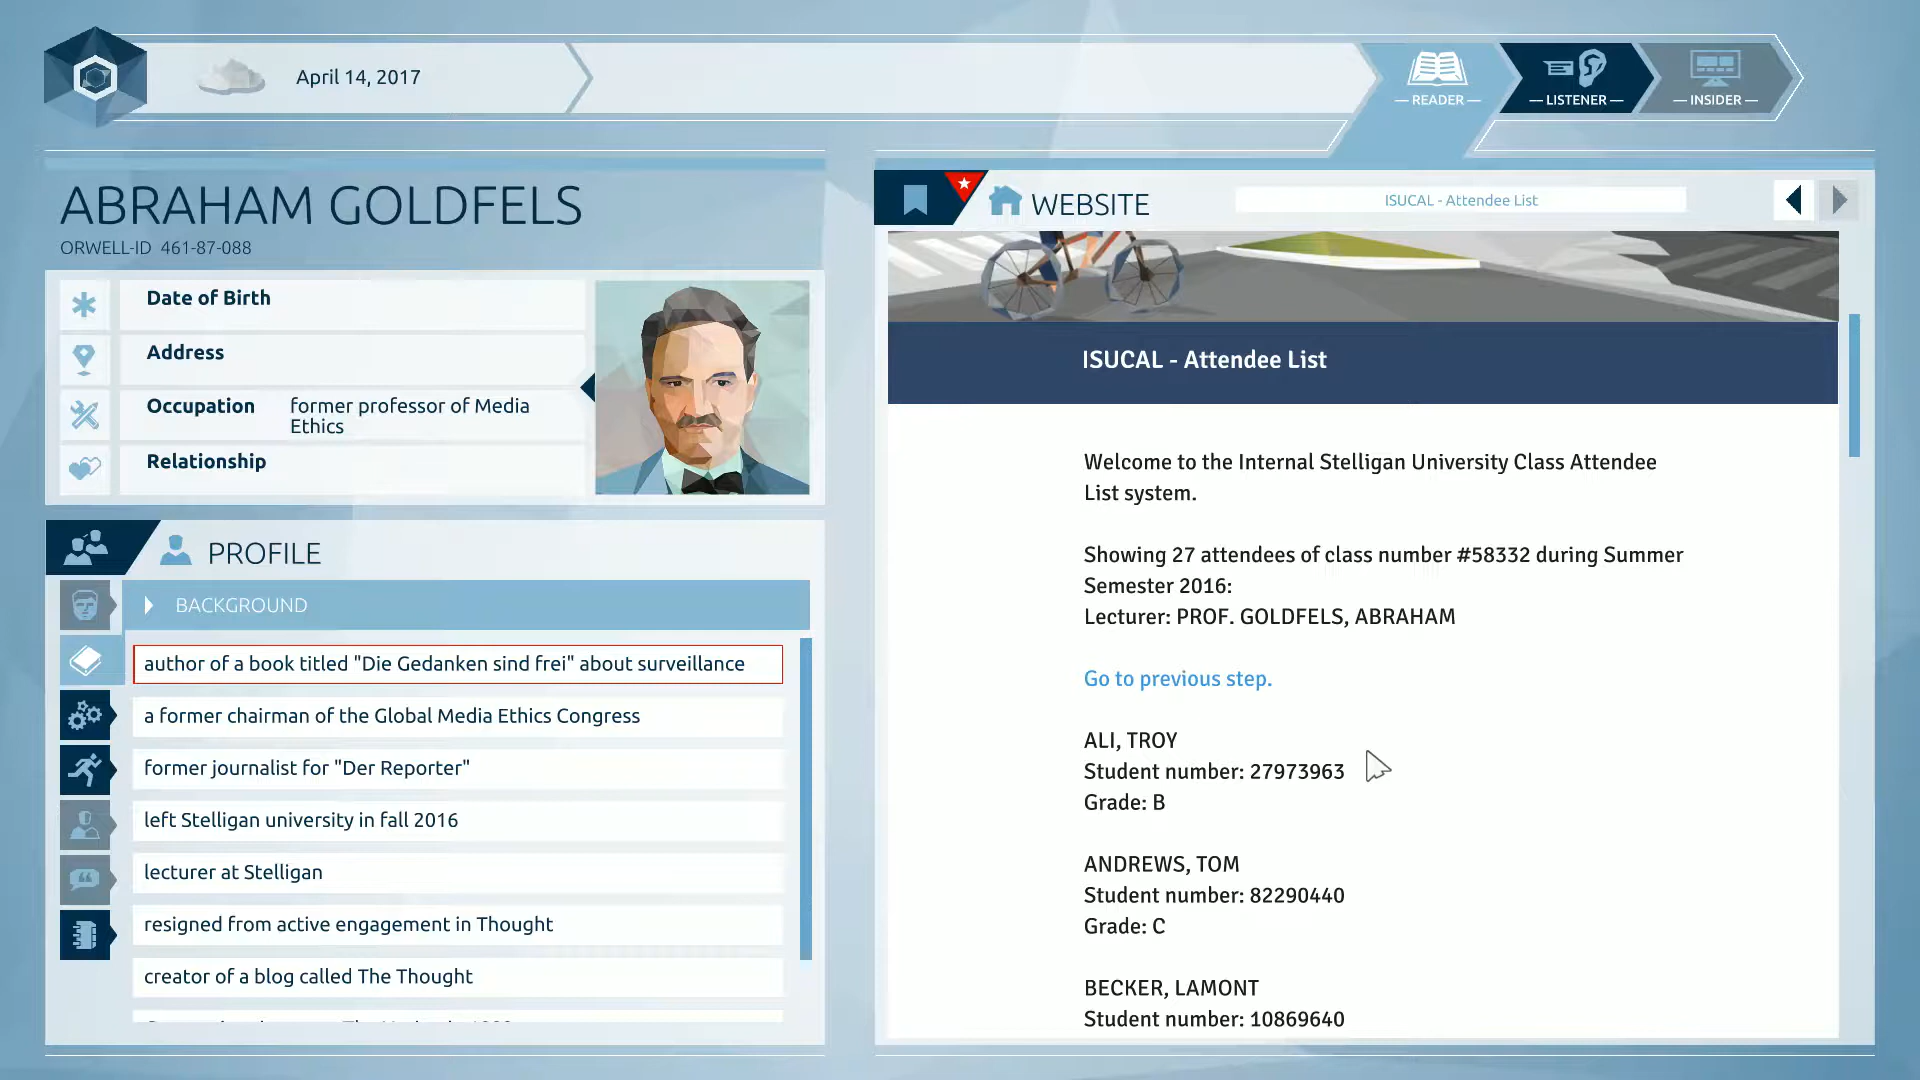 April 14, 2017
— READER —
— LISTENER —
— INSIDER —
ABRAHAM GOLDFELS
ORWELL-ID 461-87-088
Date of Birth
Address
Occupation former professor of Media
Ethics
Relationship
PROFILE
BACKGROUND
author of a book titled "Die Gedanken sind frei" about surveillance
a former chairman of the Global Media Ethics Congress
former journalist for "Der Reporter"
left Stelligan university in fall 2016
lecturer at Stelligan
resigned from active engagement in Thought
creator of a blog called The Thought
WEBSITE
ISUCAL - Attendee List
ISUCAL - Attendee List
Welcome to the Internal Stelligan University Class Attendee
List system.
Showing 27 attendees of class number #58332 during Summer
Semester 2016:
Lecturer: PROF. GOLDFELS, ABRAHAM
Go to previous step.
ALI, TROY
Student number: 27973963
Grade: B
ANDREWS, TOM
Student number: 82290440
Grade: C
BECKER, LAMONT
Student number: 10869640